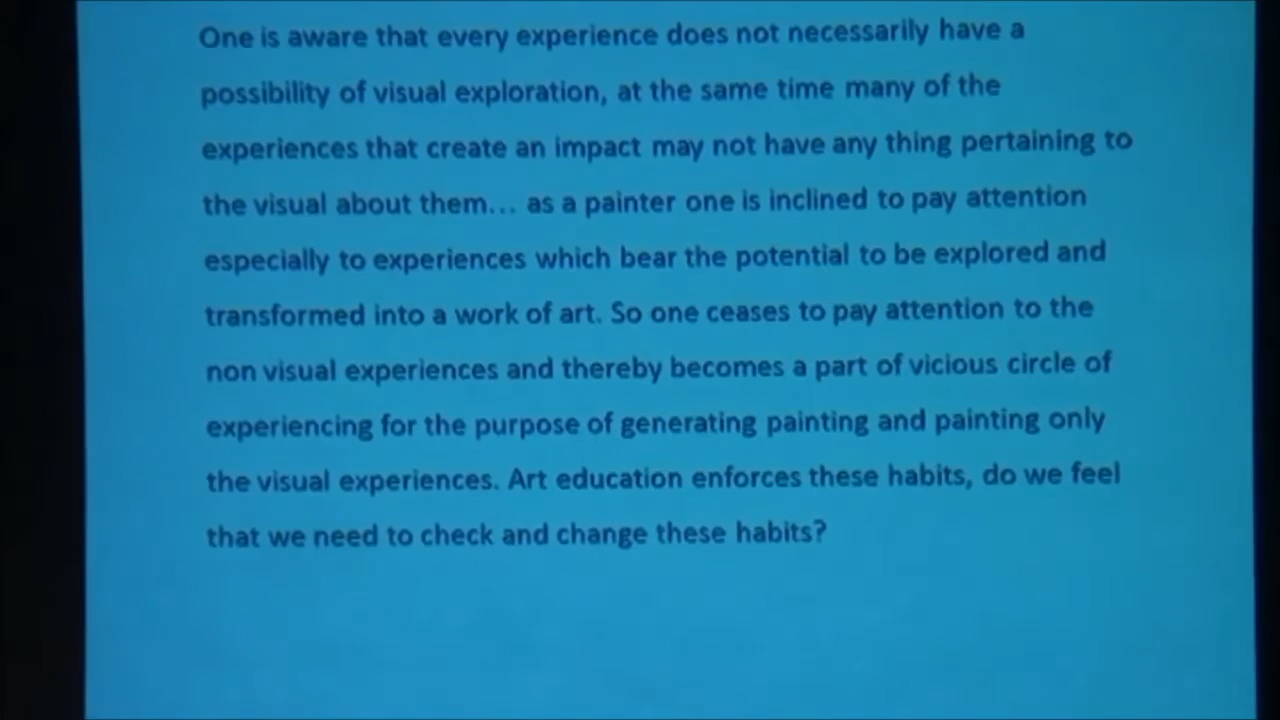 One is aware that every experience does not necessarily have a
possibility of visual exploration, at the same time many of the
experiences that create an impact may not have any thing pertaining to
the visual about them... as a painter one is inclined to pay attention
especially to experiences which bear the potential to be explored and
transformed into a work of art. So one ceases to pay attention to the
non visual experiences and thereby becomes a part of vicious circle of
experiencing for the purpose of generating painting and painting only
the visual experiences. Art education enforces these habits, do we feel
that we need to check and change these habits?